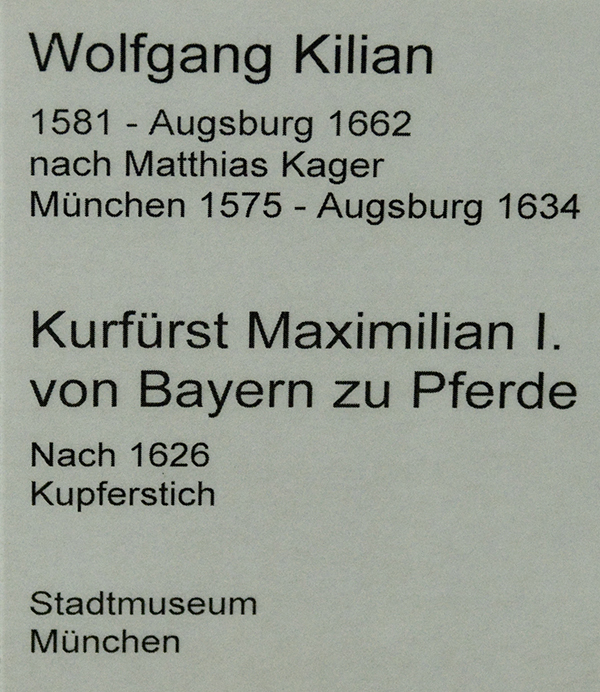 Wolfgang Kilian
1581 - Augsburg 1662
nach Matthias Kager
München 1575 - Augsburg 1634
Kurfürst Maximilian I.
von Bayern zu Pferde
Nach 1626
Kupferstich
Stadtmuseum
München